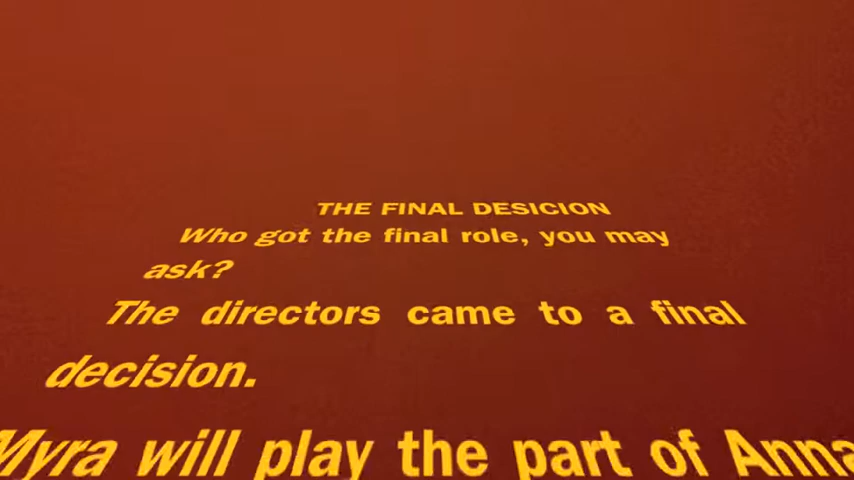 THE FINAL DESICION
Who got the final role, you may
ask?
The directors came to a final
decision.
Myra will play the part of Anna